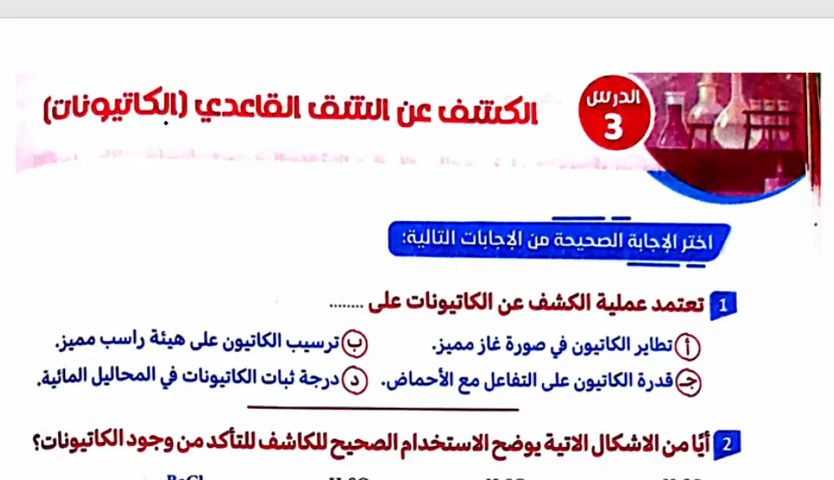 الدرس
3
الكشف عن الشق القاعدي (الكاتيونات)
اختر الإجابة الصحيحة من الإجابات التالية:
1 تعتمد عملية الكشف عن الكاتيونات على ........
أ تطاير الكاتيون في صورة غاز مميز. ب ترسيب الكاتيون على هيئة راسب مميز.
جـ قدرة الكاتيون على التفاعل مع الأحماض. د درجة ثبات الكاتيونات في المحاليل المائية.
2 أيًا من الاشكال الاتية يوضح الاستخدام الصحيح للكاشف للتأكد من وجود الكاتيونات؟